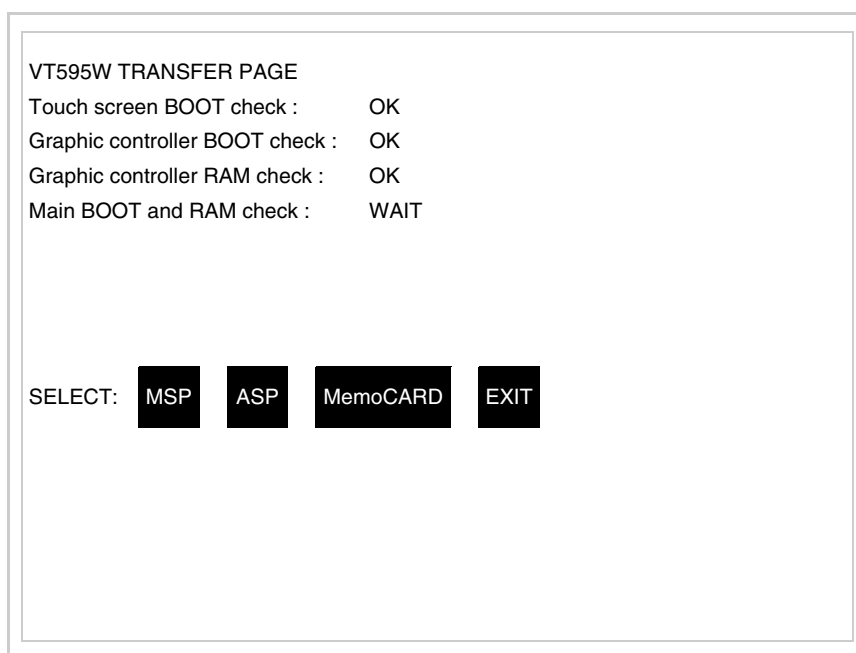 VT595W TRANSFER PAGE
Touch screen BOOT check : OK
Graphic controller BOOT check : OK
Graphic controller RAM check : OK
Main BOOT and RAM check : WAIT
SELECT: MSP ASP MemoCARD EXIT